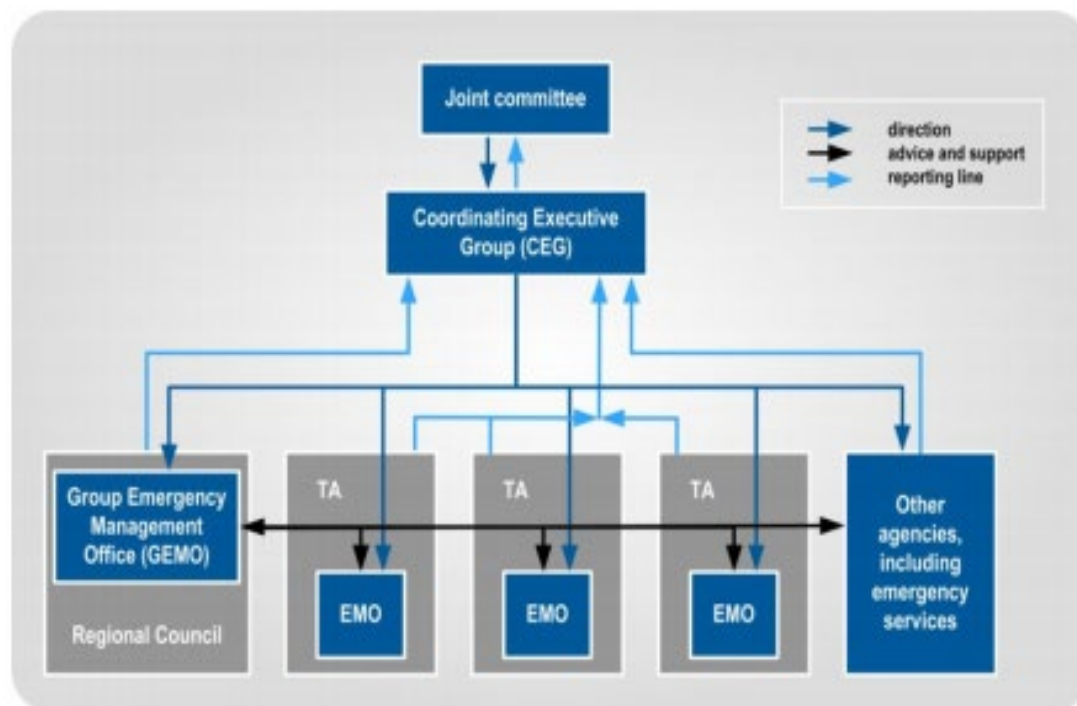 Joint committee
direction
advice and support
reporting line
Coordinating Executive
Group (CEG)
Group Emergency
Management
Office (GEMO)
Regional Council
TA
EMO
TA
EMO
TA
EMO
Other
agencies,
including
emergency
services